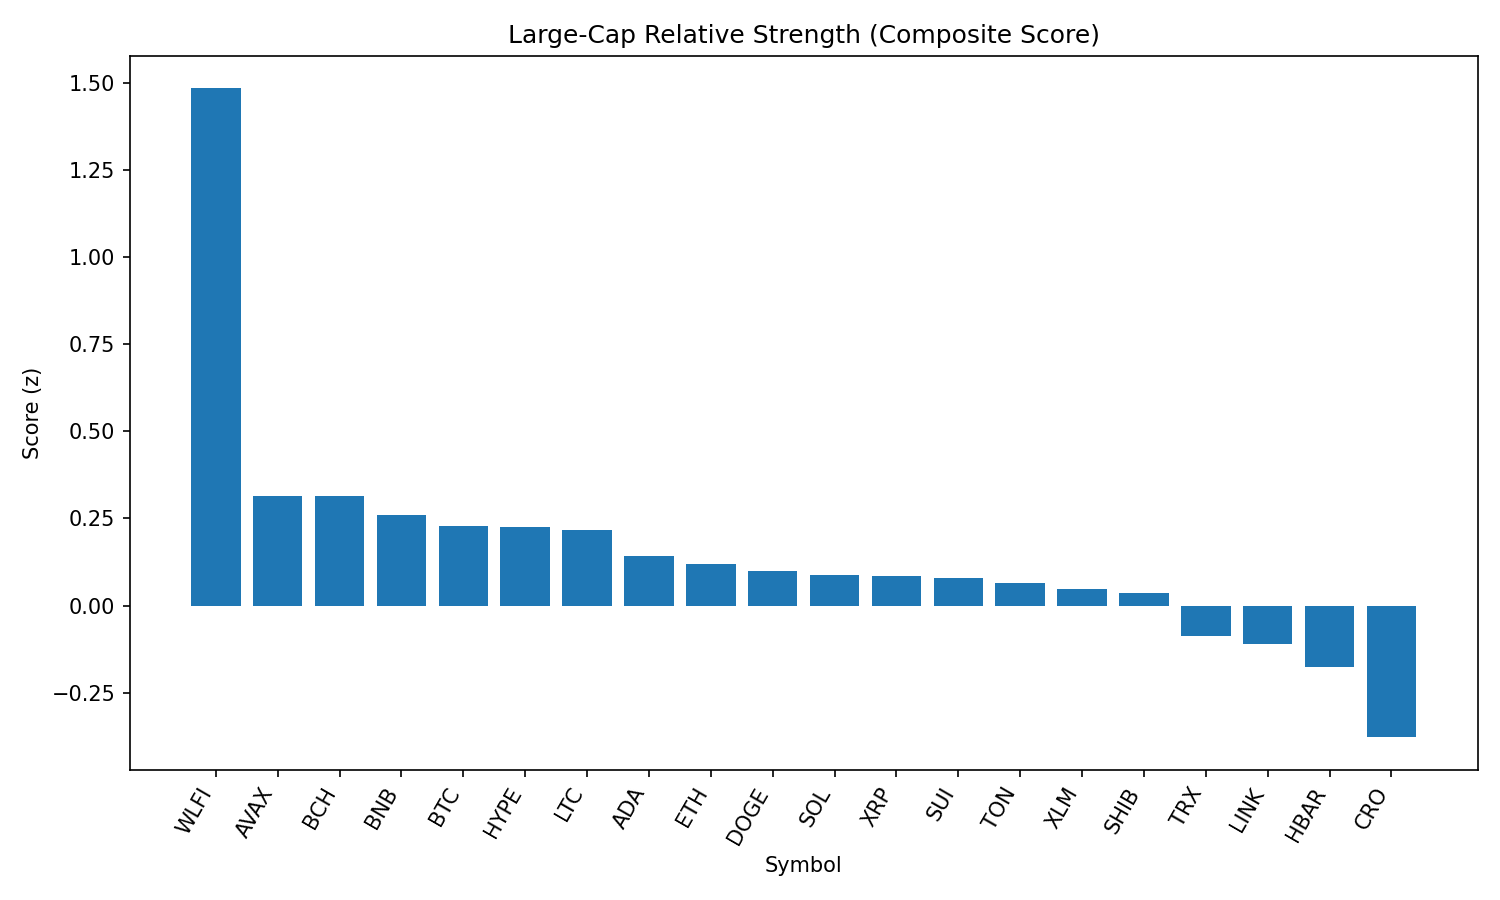 Large-Cap Relative Strength (Composite Score)
1.50
1.25
1.00
0.75
0.50
0.25
0.00
−0.25
Score (z)
WLFI
AVAX
BCH
BNB
BTC
HYPE
LTC
ADA
ETH
DOGE
SOL
XRP
SUI
TON
XLM
SHIB
TRX
LINK
HBAR
CRO
Symbol